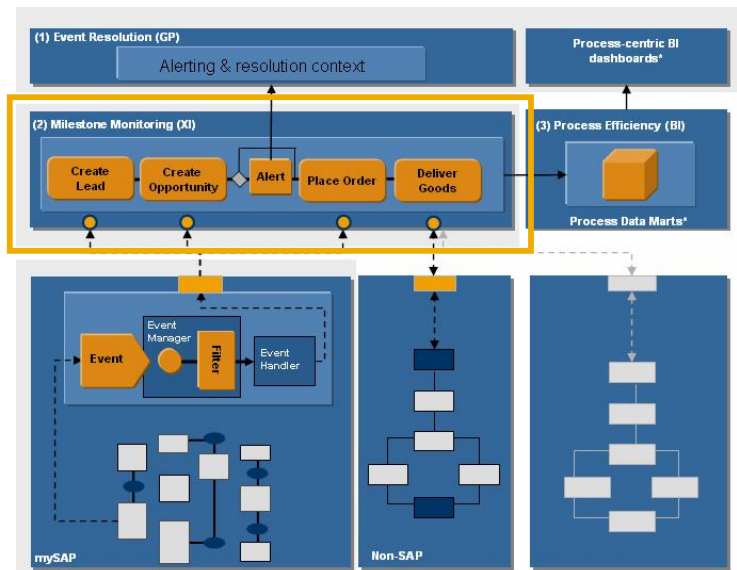 (1) Event Resolution (GP)
Alerting & resolution context
Process-centric BI
dashboards*
(2) Milestone Monitoring (XI)
Create
Lead
Create
Opportunity
Alert
Place Order
Deliver
Goods
(3) Process Efficiency (BI)
Process Data Marts*
Event
Event
Manager
Filter
Event
Handler
mySAP
Non-SAP